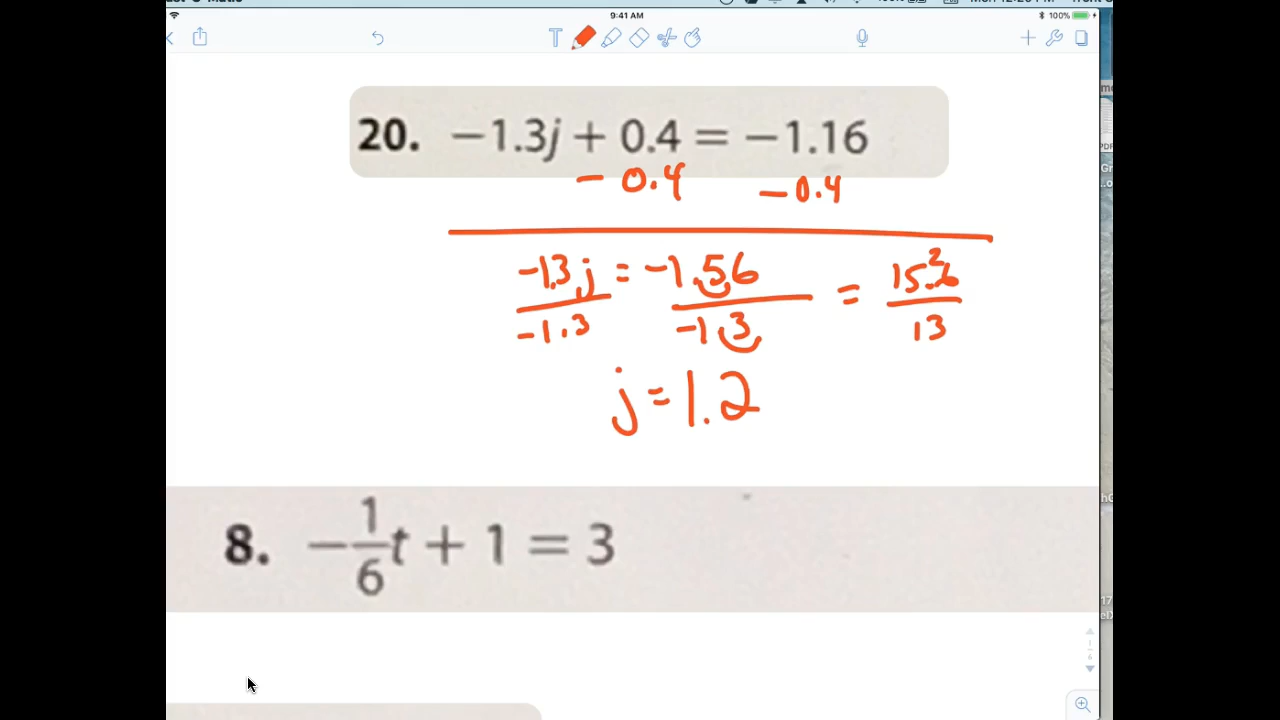 9:41 AM
100%
T
20. −1.3j + 0.4 = −1.16
− 0.4 − 0.4
−1.3j = −1.56 = 15.6
−1.3 −1.3 13
j = 1.2
8. −1/6t + 1 = 3